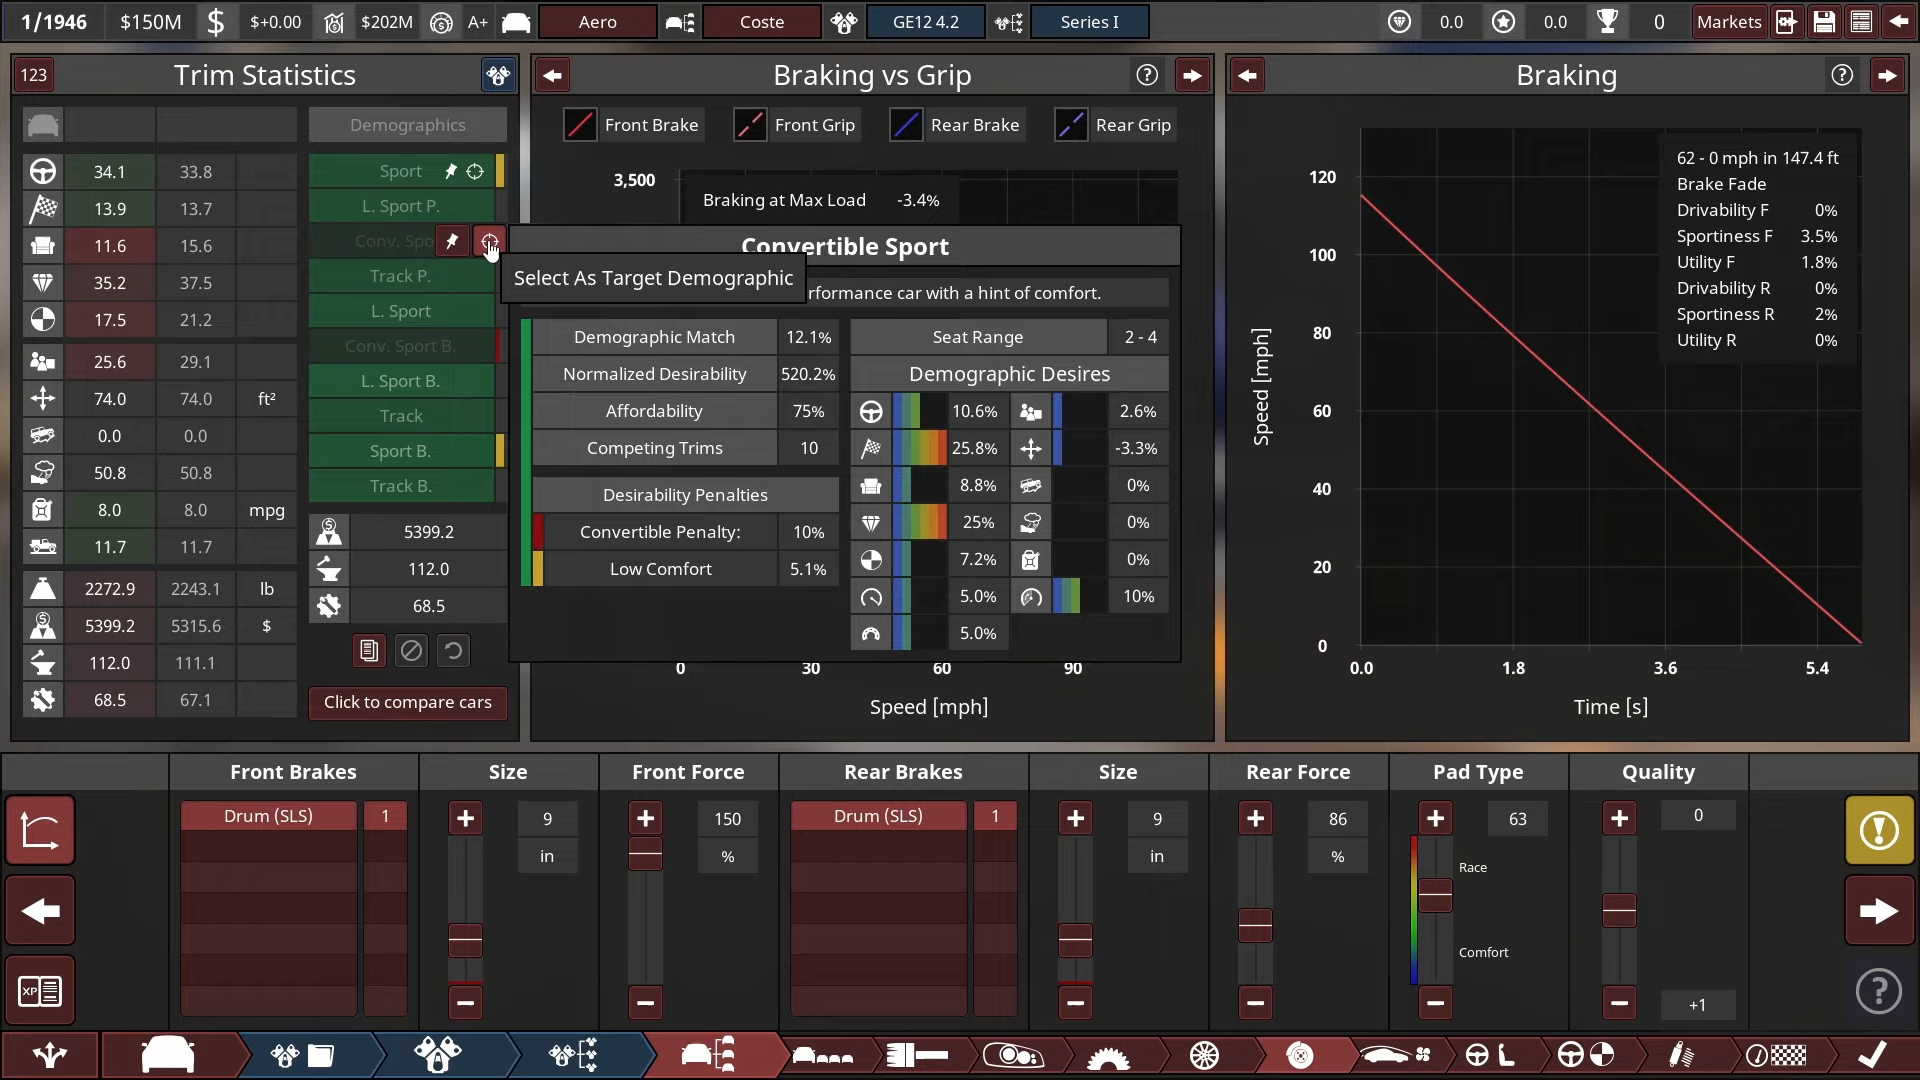 1/1946
$150M
$+0.00
$202M
A+
Aero
Coste
GE12 4.2
Series I
0.0
0.0
0
Markets
123
Trim Statistics
34.1 33.8
13.9 13.7
11.6 15.6
35.2 37.5
17.5 21.2
25.6 29.1
74.0 74.0 ft²
0.0 0.0
50.8 50.8
8.0 8.0 mpg
11.7 11.7
2272.9 2243.1 lb
5399.2 5315.6 $
112.0 111.1
68.5 67.1
Demographics
Sport
L. Sport P.
Conv. Spo
Track P.
L. Sport
Conv. Sport B.
L. Sport B.
Track
Sport B.
Track B.
5399.2
112.0
68.5
Click to compare cars
Braking vs Grip
Front Brake
Front Grip
Rear Brake
Rear Grip
3,500
Braking at Max Load -3.4%
Convertible Sport
Select As Target Demographic
rformance car with a hint of comfort.
Demographic Match 12.1%
Normalized Desirability 520.2%
Affordability 75%
Competing Trims 10
Desirability Penalties
Convertible Penalty: 10%
Low Comfort 5.1%
Seat Range 2 - 4
Demographic Desires
10.6% 2.6%
25.8% -3.3%
8.8% 0%
25% 0%
7.2% 0%
5.0% 10%
5.0%
0 30 60 90
Speed [mph]
Braking
62 - 0 mph in 147.4 ft
Brake Fade
Drivability F 0%
Sportiness F 3.5%
Utility F 1.8%
Drivability R 0%
Sportiness R 2%
Utility R 0%
120
100
80
60
40
20
0
Speed [mph]
0.0 1.8 3.6 5.4
Time [s]
Front Brakes
Drum (SLS) 1
Size
9
in
Front Force
150
%
Rear Brakes
Drum (SLS) 1
Size
9
in
Rear Force
86
%
Pad Type
63
Race
Comfort
Quality
0
+1
XP